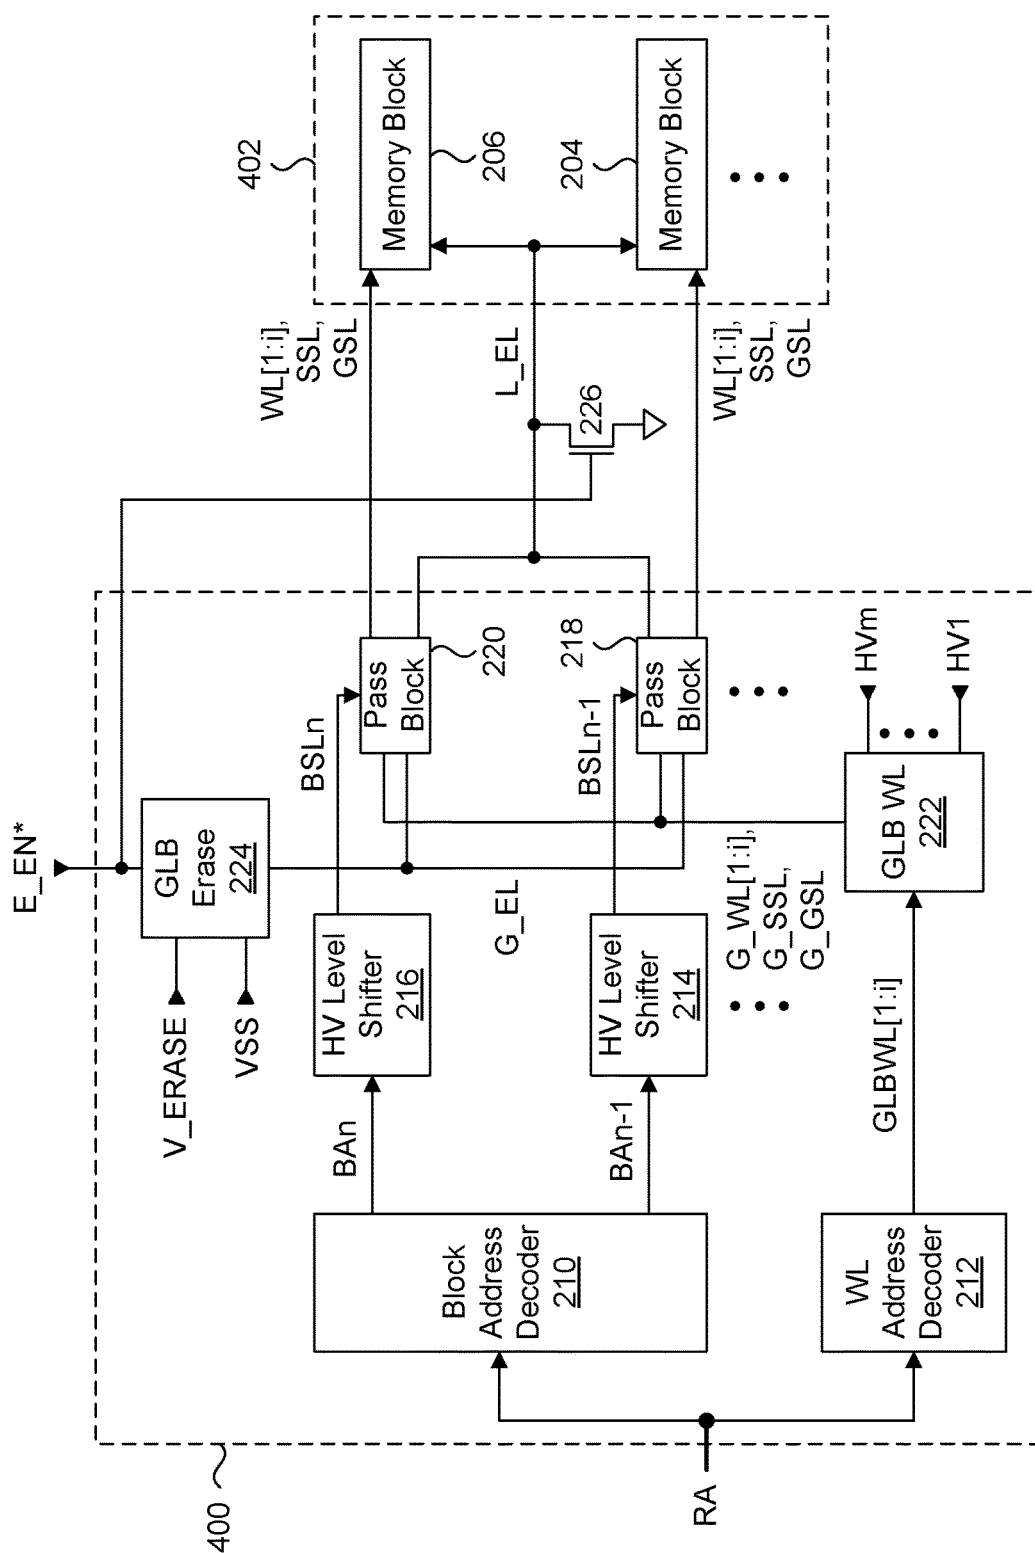 400
RA
Block
Address
Decoder
210
WL
Address
Decoder
212
BAn
BAn-1
GLBWL[1:i]
V_ERASE
VSS
HV Level
Shifter
216
HV Level
Shifter
214
G_EL
G_WL[1:i],
G_SSL,
G_GSL
E_EN*
GLB
Erase
224
BSLn
BSLn-1
GLB WL
222
HVm
HV1
Pass
Block
220
Pass
Block
218
226
L_EL
WL[1:i],
SSL,
GSL
WL[1:i],
SSL,
GSL
402
Memory Block
206
Memory Block
204